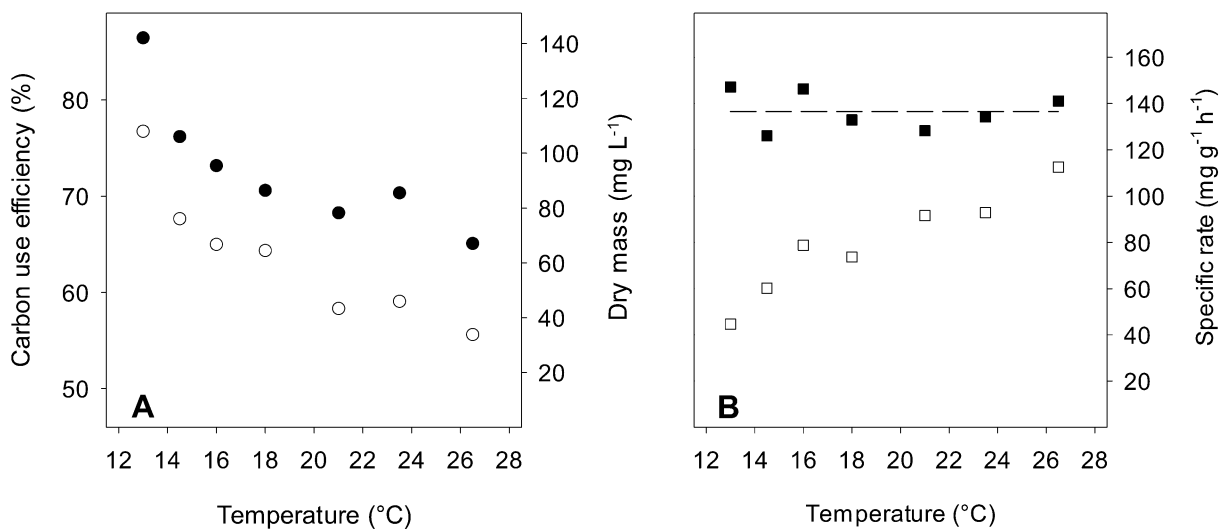 Carbon use efficiency (%)
80
70
60
50
140
120
100
80
60
40
20
Dry mass (mg L-1)
A
12 14 16 18 20 22 24 26 28
Temperature (°C)
160
140
120
100
80
60
40
20
Specific rate (mg g-1 h-1)
B
12 14 16 18 20 22 24 26 28
Temperature (°C)